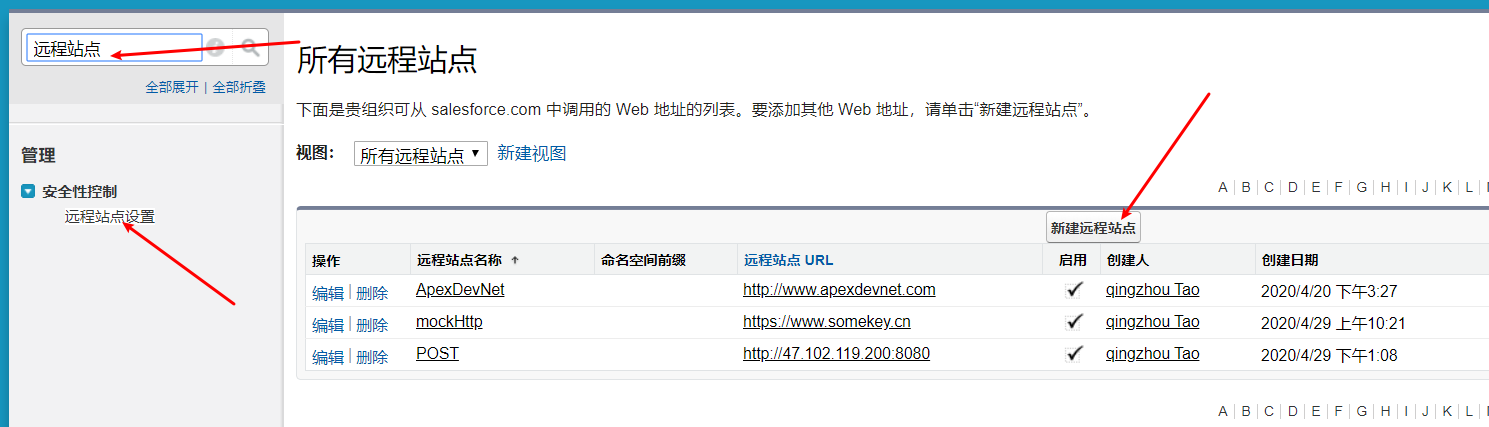 远程站点
全部展开 | 全部折叠
管理
安全性控制
远程站点设置
所有远程站点
下面是贵组织可从 salesforce.com 中调用的 Web 地址的列表。要添加其他 Web 地址，请单击“新建远程站点”。
视图： 所有远程站点 新建视图
A | B | C | D | E | F | G | H | I | J | K | L |
新建远程站点
操作 远程站点名称 命名空间前缀 远程站点 URL 启用 创建人 创建日期
编辑 | 删除 ApexDevNet http://www.apexdevnet.com qingzhou Tao 2020/4/20 下午3:27
编辑 | 删除 mockHttp https://www.somekey.cn qingzhou Tao 2020/4/29 上午10:21
编辑 | 删除 POST http://47.102.119.200:8080 qingzhou Tao 2020/4/29 下午1:08
A | B | C | D | E | F | G | H | I | J | K | L |